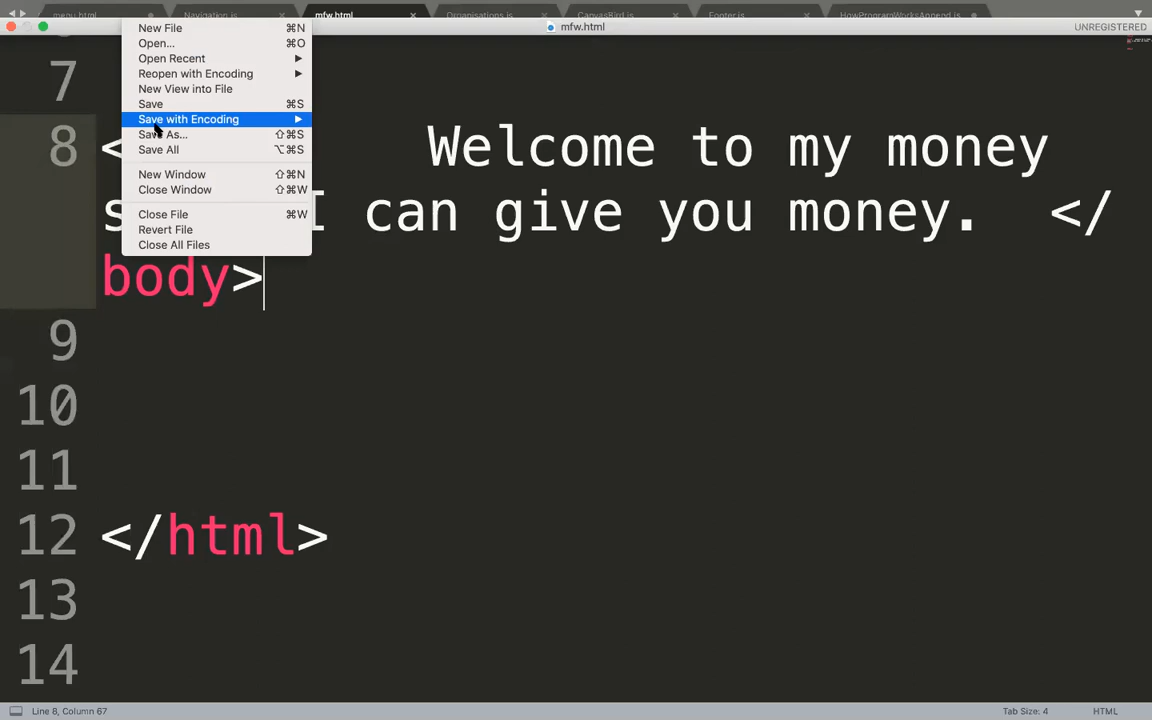 menu.html
Navigation.js
mfw.html
Organisations.js
CanvasBird.js
Footer.js
HowProgramWorksAppend.js
mfw.html
UNREGISTERED
New File ⌘N
Open... ⌘O
Open Recent
Reopen with Encoding
New View into File
Save ⌘S
Save with Encoding
Save As... ⇧⌘S
Save All ⌥⌘S
New Window ⇧⌘N
Close Window ⇧⌘W
Close File ⌘W
Revert File
Close All Files
7
8 < Welcome to my money
s I can give you money. </
body>
9
10
11
12 </html>
13
14
Line 8, Column 67
Tab Size: 4
HTML